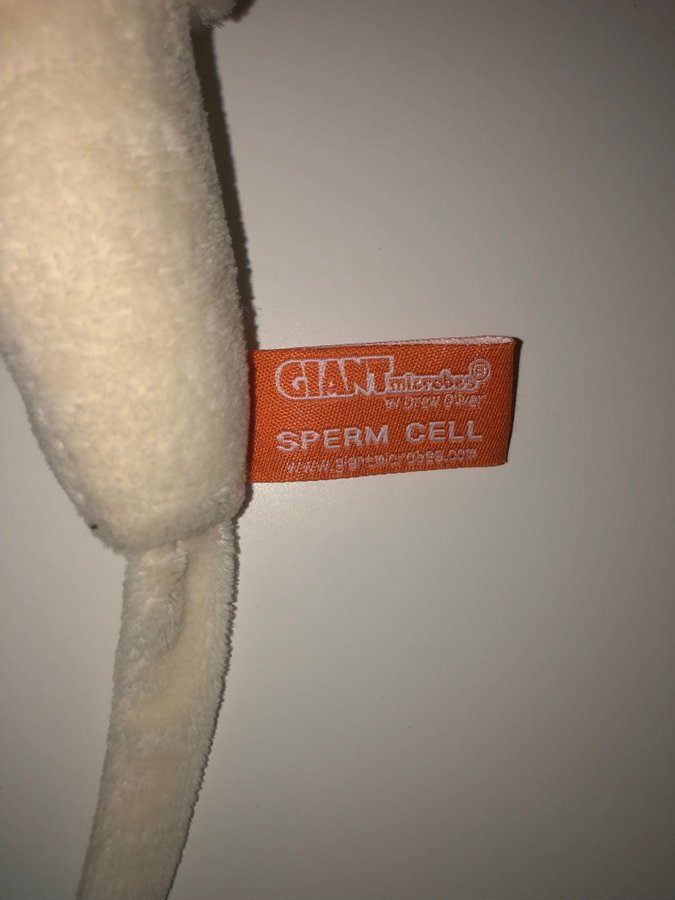 GIANTmicrobes®
by Drew Oliver
SPERM CELL
www.giantmicrobes.com